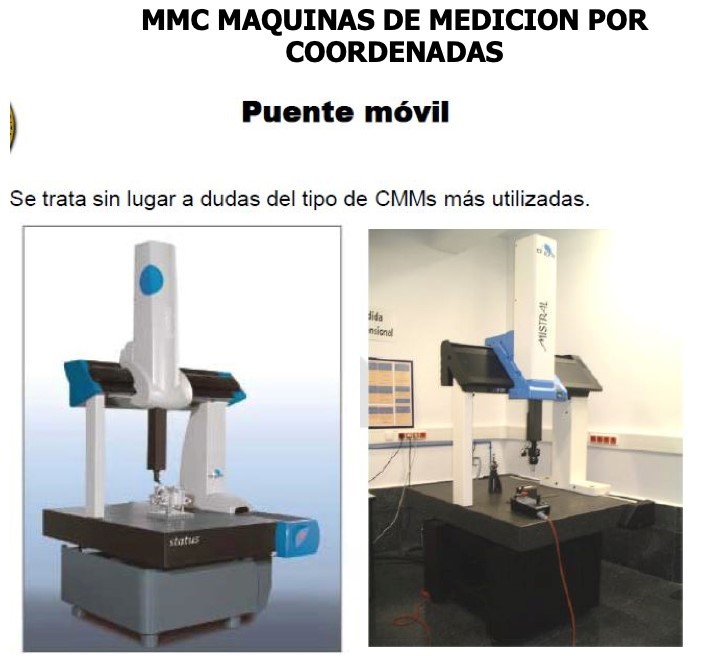 MMC MAQUINAS DE MEDICION POR
COORDENADAS
Puente móvil
Se trata sin lugar a dudas del tipo de CMMs más utilizadas.
status
MISTRAL